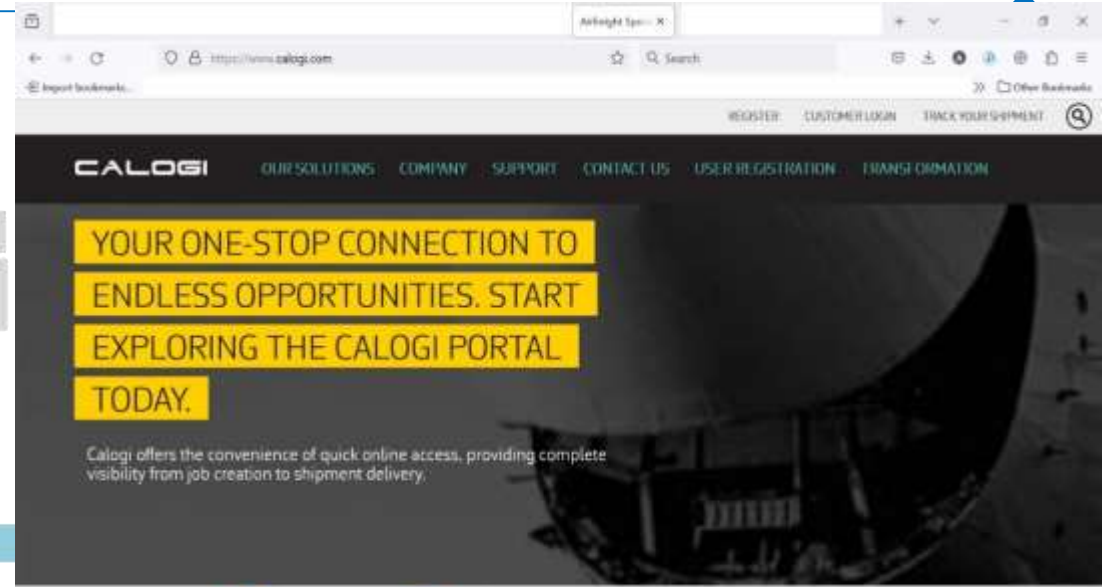 Airfreight Spe
https://www.calogi.com
Search
Import bookmarks...
Other Bookmarks
REGISTER CUSTOMER LOGIN TRACK YOUR SHIPMENT
CALOGI OUR SOLUTIONS COMPANY SUPPORT CONTACT US USER REGISTRATION TRANSFORMATION
YOUR ONE-STOP CONNECTION TO
ENDLESS OPPORTUNITIES. START
EXPLORING THE CALOGI PORTAL
TODAY.
Calogi offers the convenience of quick online access, providing complete
visibility from job creation to shipment delivery.